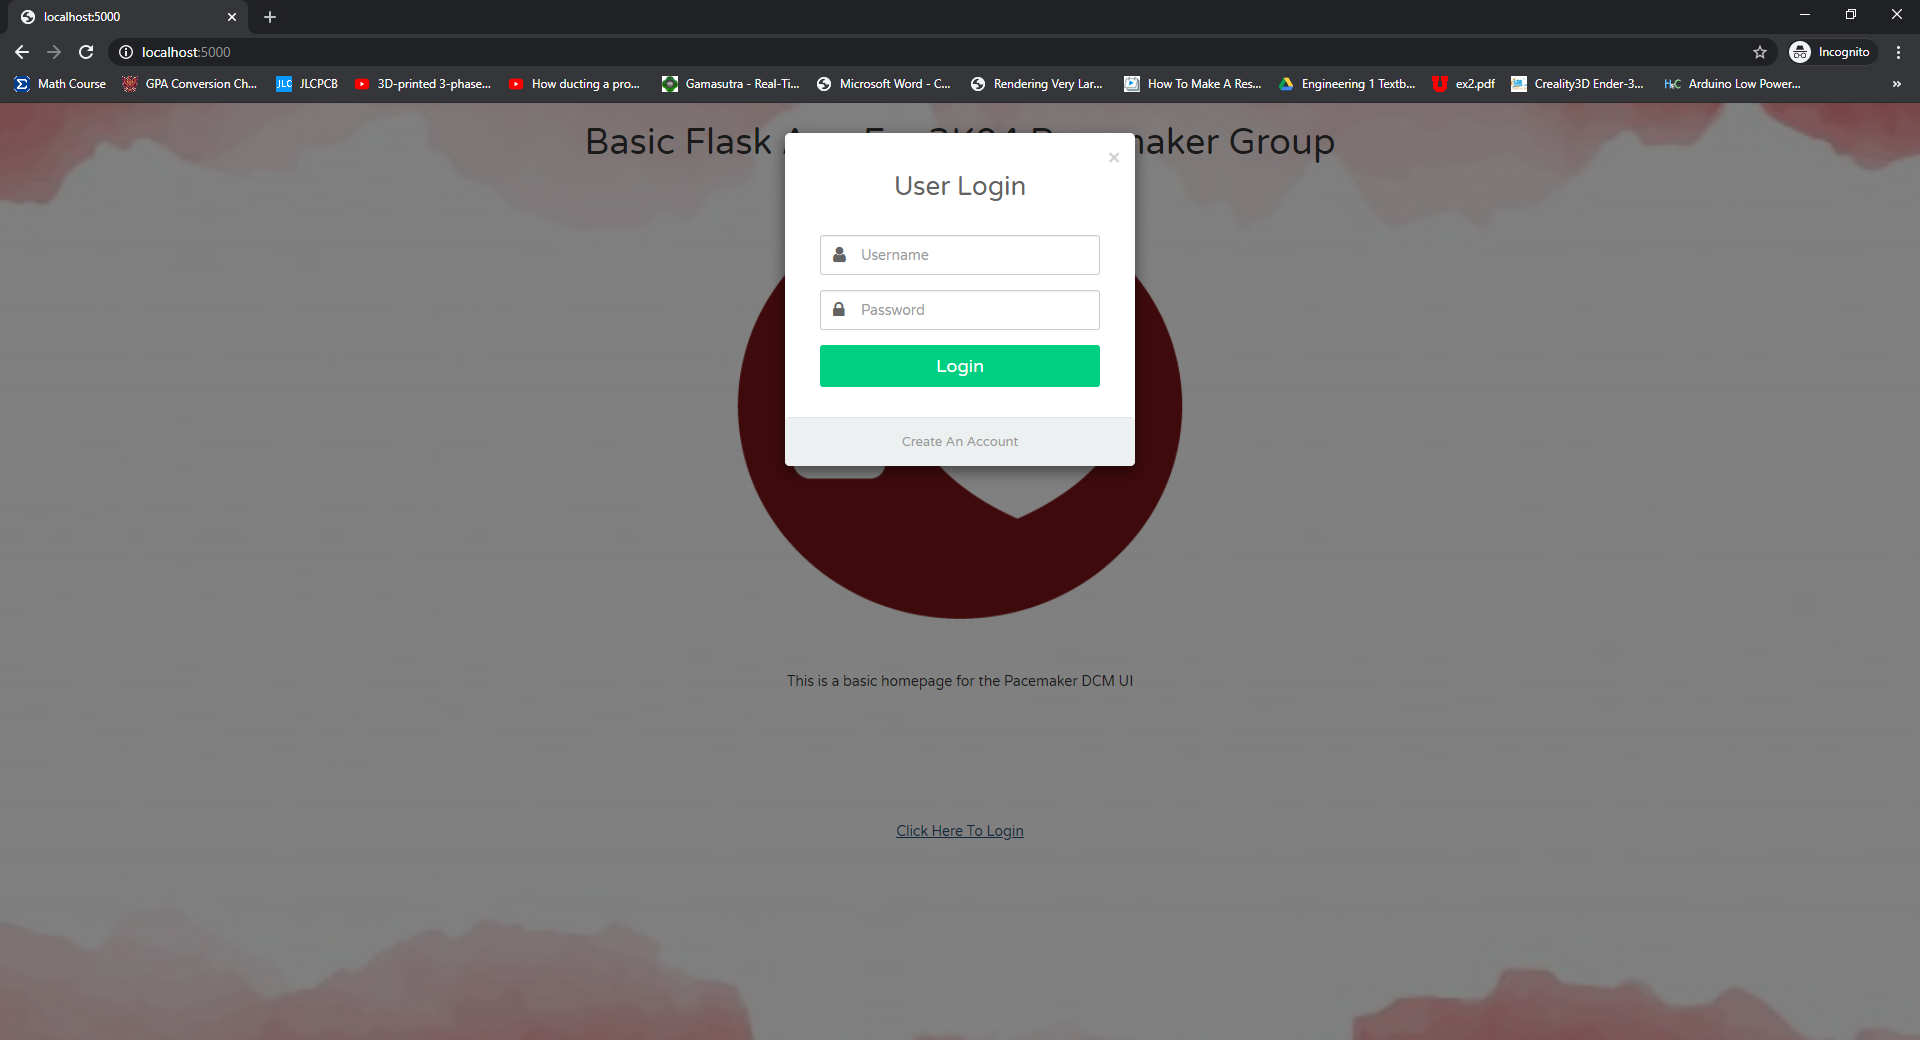 localhost:5000
localhost:5000
Incognito
Math Course
GPA Conversion Ch...
JLC
JLCPCB
3D-printed 3-phase...
How ducting a pro...
Gamasutra - Real-Ti...
Microsoft Word - C...
Rendering Very Lar...
How To Make A Res...
Engineering 1 Textb...
ex2.pdf
Creality3D Ender-3...
Arduino Low Power...
Basic Flask
aker Group
User Login
Username
Password
Login
Create An Account
This is a basic homepage for the Pacemaker DCM UI
Click Here To Login